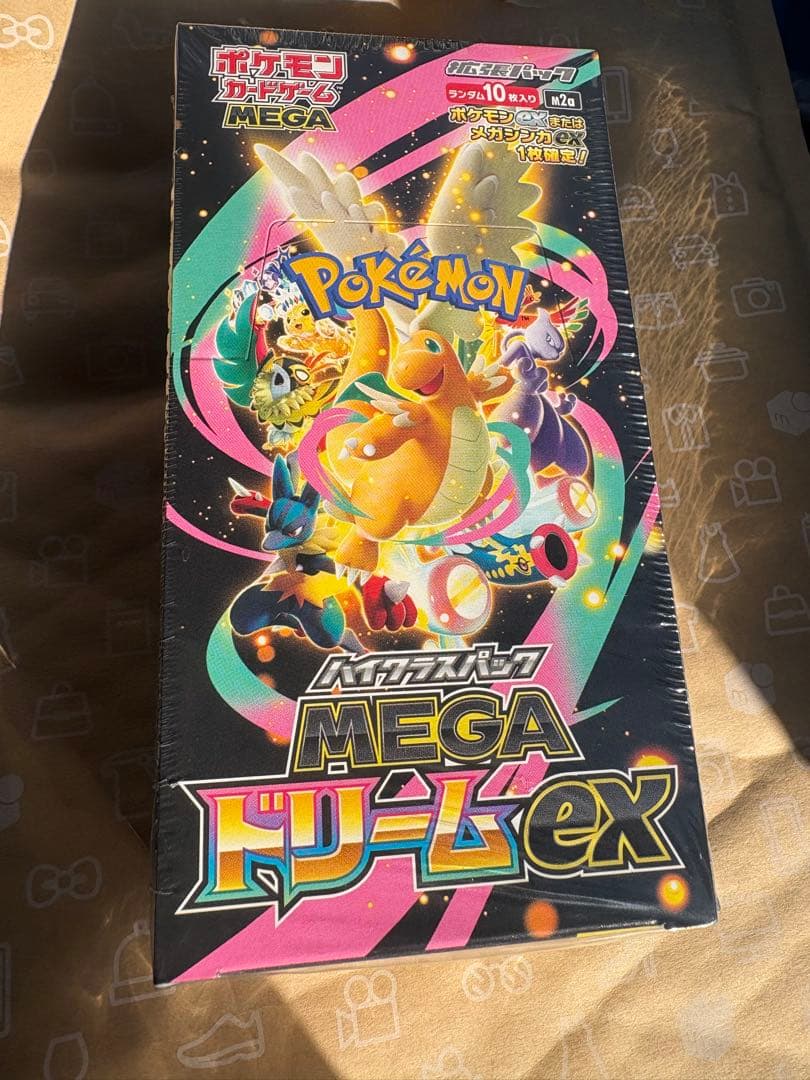 ポケモン
カードゲーム™
MEGA
拡張パック
ランダム10枚入り
M2a
ポケモンexまたは
メガシンカex
1枚確定!
POKÉMON
™
ハイクラスパック
MEGA
ドリームex